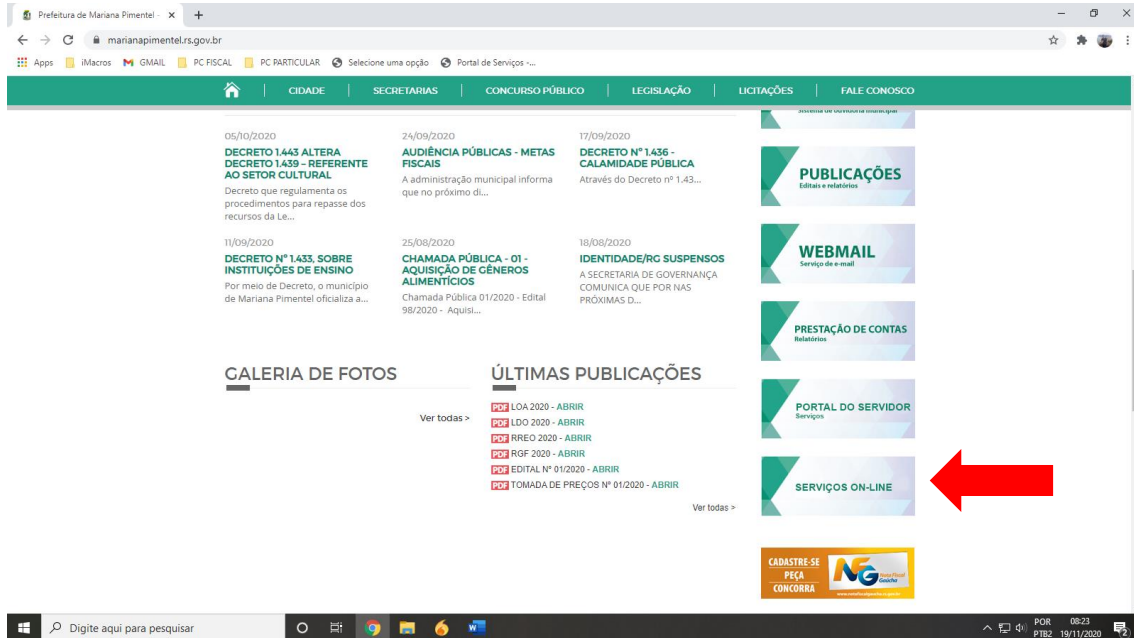 Prefeitura de Mariana Pimentel -
marianapimentel.rs.gov.br
Apps iMacros GMAIL PC FISCAL PC PARTICULAR Selecione uma opção Portal de Serviços -...
CIDADE | SECRETARIAS | CONCURSO PÚBLICO | LEGISLAÇÃO | LICITAÇÕES | FALE CONOSCO
Sistema de ouvidoria municipal
05/10/2020
DECRETO 1.443 ALTERA
DECRETO 1.439 – REFERENTE
AO SETOR CULTURAL
Decreto que regulamenta os
procedimentos para repasse dos
recursos da Le...
24/09/2020
AUDIÊNCIA PÚBLICAS - METAS
FISCAIS
A administração municipal informa
que no próximo di...
17/09/2020
DECRETO Nº 1.436 -
CALAMIDADE PÚBLICA
Através do Decreto nº 1.43...
11/09/2020
DECRETO Nº 1.433, SOBRE
INSTITUIÇÕES DE ENSINO
Por meio de Decreto, o município
de Mariana Pimentel oficializa a...
25/08/2020
CHAMADA PÚBLICA - 01 -
AQUISIÇÃO DE GÊNEROS
ALIMENTÍCIOS
Chamada Pública 01/2020 - Edital
98/2020 - Aquisi...
18/08/2020
IDENTIDADE/RG SUSPENSOS
A SECRETARIA DE GOVERNANÇA
COMUNICA QUE POR NAS
PRÓXIMAS D...
PUBLICAÇÕES
Editais e relatórios
WEBMAIL
Serviço de e-mail
PRESTAÇÃO DE CONTAS
Relatórios
PORTAL DO SERVIDOR
Serviços
SERVIÇOS ON-LINE
GALERIA DE FOTOS
Ver todas >
ÚLTIMAS PUBLICAÇÕES
PDF LOA 2020 - ABRIR
PDF LDO 2020 - ABRIR
PDF RREO 2020 - ABRIR
PDF RGF 2020 - ABRIR
PDF EDITAL Nº 01/2020 - ABRIR
PDF TOMADA DE PREÇOS Nº 01/2020 - ABRIR
Ver todas >
CADASTRE-SE
PEÇA
CONCORRA
NFG Nota Fiscal
Gaúcha
Digite aqui para pesquisar
POR 08:23
PTB2 19/11/2020